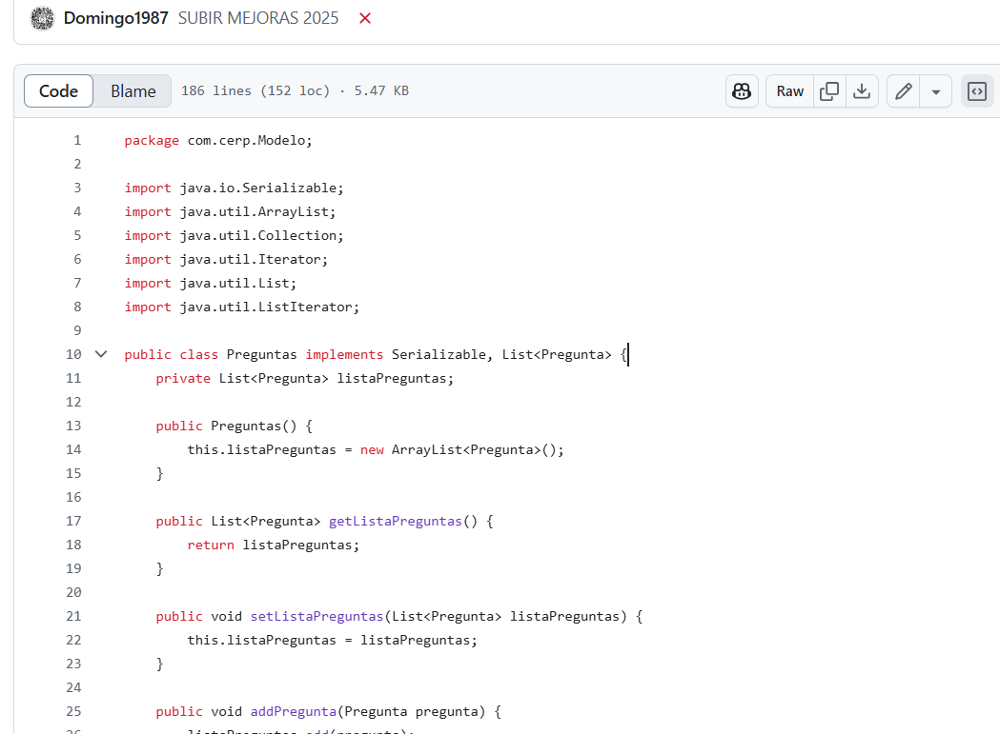 Domingo1987 SUBIR MEJORAS 2025
Code Blame 186 lines (152 loc) · 5.47 KB Raw
1 package com.cerp.Modelo;
2
3 import java.io.Serializable;
4 import java.util.ArrayList;
5 import java.util.Collection;
6 import java.util.Iterator;
7 import java.util.List;
8 import java.util.ListIterator;
9
10 public class Preguntas implements Serializable, List<Pregunta> {
11 private List<Pregunta> listaPreguntas;
12
13 public Preguntas() {
14 this.listaPreguntas = new ArrayList<Pregunta>();
15 }
16
17 public List<Pregunta> getListaPreguntas() {
18 return listaPreguntas;
19 }
20
21 public void setListaPreguntas(List<Pregunta> listaPreguntas) {
22 this.listaPreguntas = listaPreguntas;
23 }
24
25 public void addPregunta(Pregunta pregunta) {
26 listaPreguntas.add(pregunta);